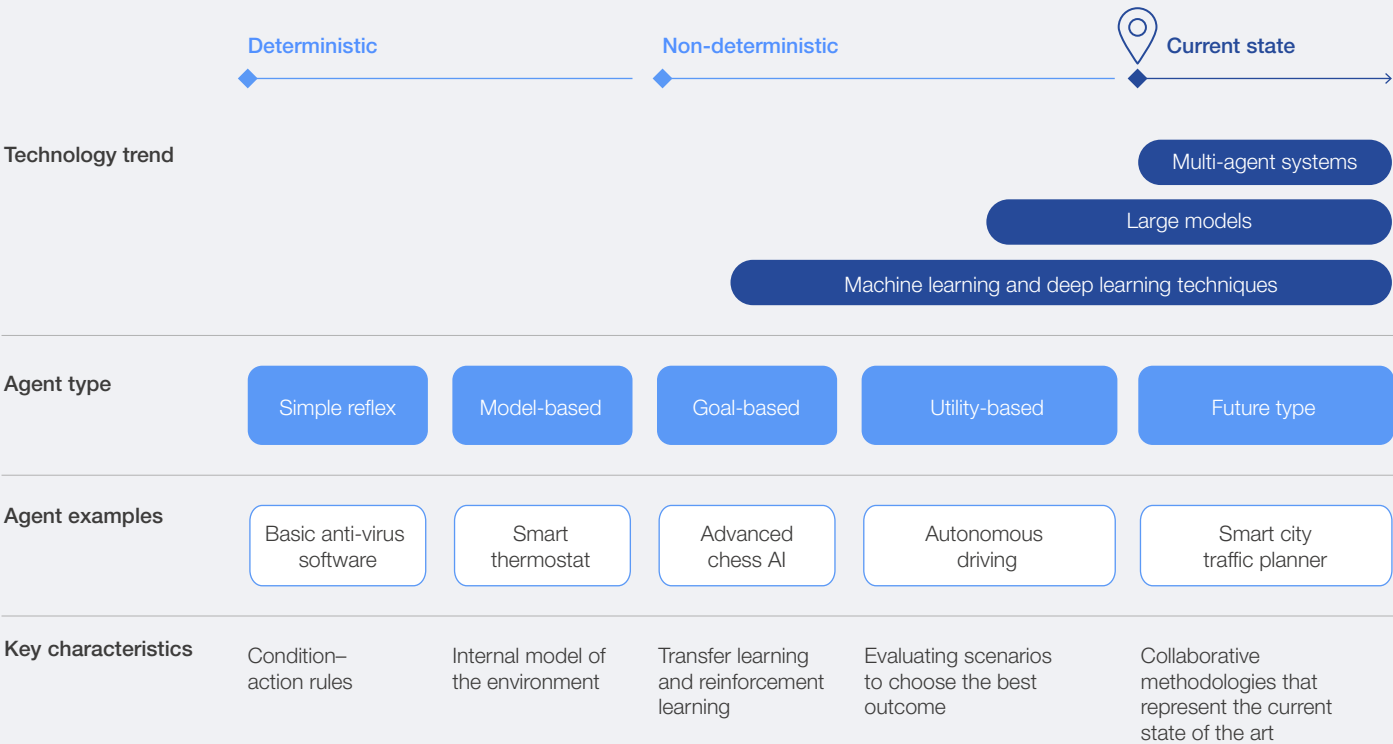 Deterministic
Non-deterministic
Current state
Technology trend
Multi-agent systems
Large models
Machine learning and deep learning techniques
Agent type
Simple reflex
Model-based
Goal-based
Utility-based
Future type
Agent examples
Basic anti-virus
software
Smart
thermostat
Advanced
chess AI
Autonomous
driving
Smart city
traffic planner
Key characteristics
Condition–
action rules
Internal model of
the environment
Transfer learning
and reinforcement
learning
Evaluating scenarios
to choose the best
outcome
Collaborative
methodologies that
represent the current
state of the art